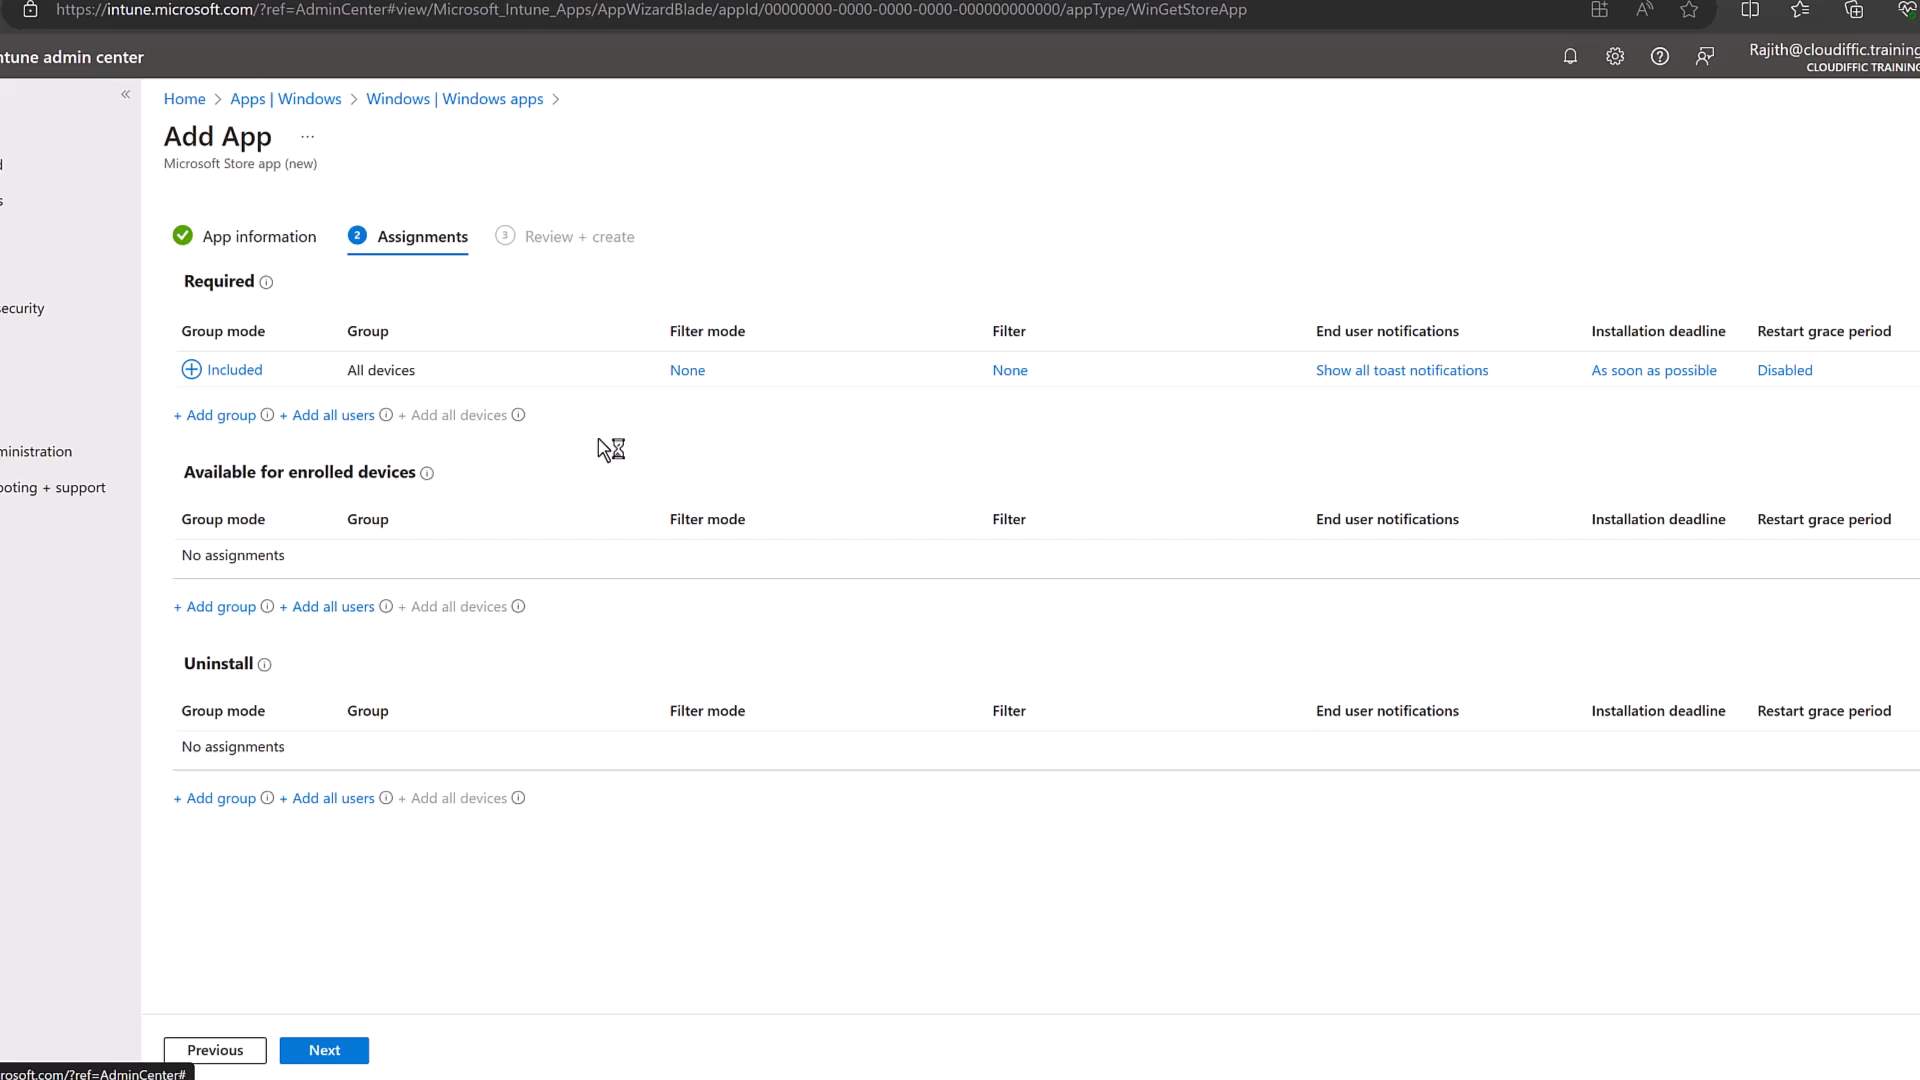 https://intune.microsoft.com/?ref=AdminCenter#view/Microsoft_Intune_Apps/AppWizardBlade/appId/00000000-0000-0000-0000-000000000000/appType/WinGetStoreApp
ntune admin center
Rajith@cloudiffic.training
CLOUDIFFIC TRAINING
«
Home > Apps | Windows > Windows | Windows apps >
Add App ...
Microsoft Store app (new)
App information 2 Assignments 3 Review + create
Required
Group mode Group Filter mode Filter End user notifications Installation deadline Restart grace period
Included All devices None None Show all toast notifications As soon as possible Disabled
+ Add group + Add all users + Add all devices
Available for enrolled devices
Group mode Group Filter mode Filter End user notifications Installation deadline Restart grace period
No assignments
+ Add group + Add all users + Add all devices
Uninstall
Group mode Group Filter mode Filter End user notifications Installation deadline Restart grace period
No assignments
+ Add group + Add all users + Add all devices
d
s
ecurity
ministration
ooting + support
Previous Next
rosoft.com/?ref=AdminCenter#